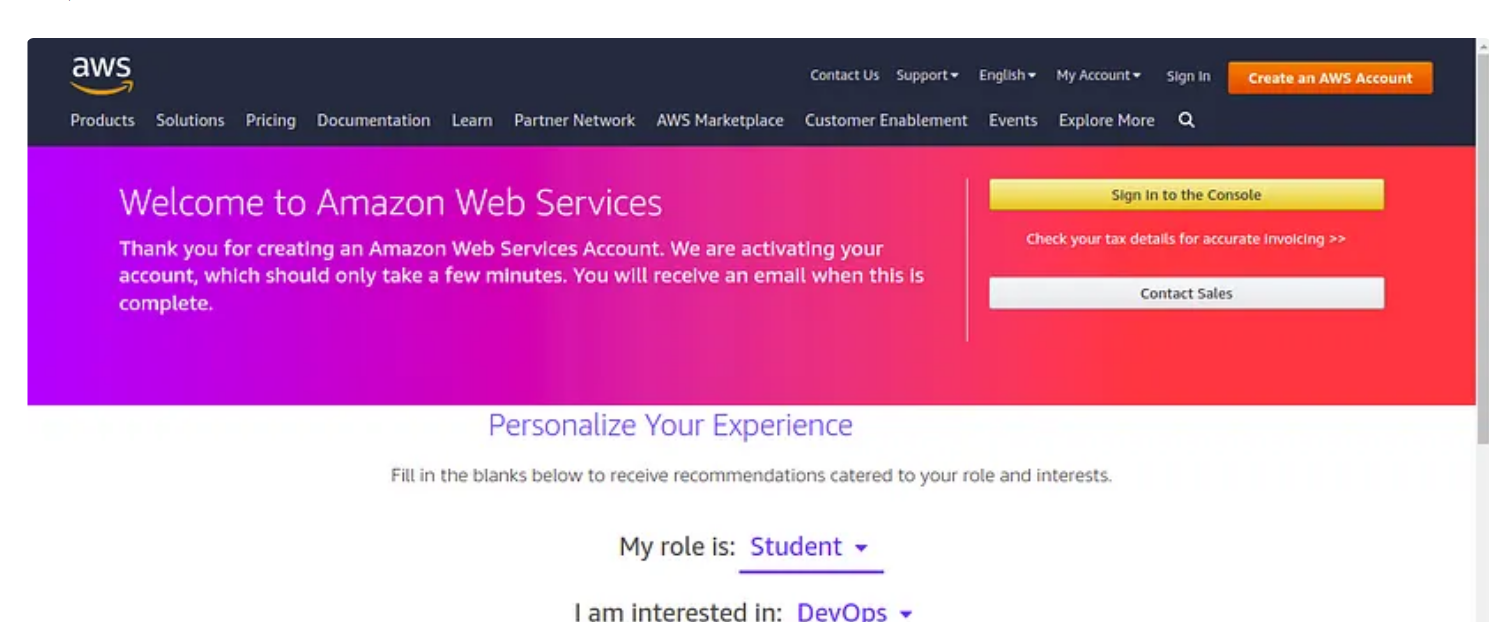 aws
Contact Us Support English My Account Sign In Create an AWS Account
Products Solutions Pricing Documentation Learn Partner Network AWS Marketplace Customer Enablement Events Explore More
Welcome to Amazon Web Services
Thank you for creating an Amazon Web Services Account. We are activating your
account, which should only take a few minutes. You will receive an email when this is
complete.
Sign In to the Console
Check your tax details for accurate invoicing >>
Contact Sales
Personalize Your Experience
Fill in the blanks below to receive recommendations catered to your role and interests.
My role is: Student
I am interested in: DevOps